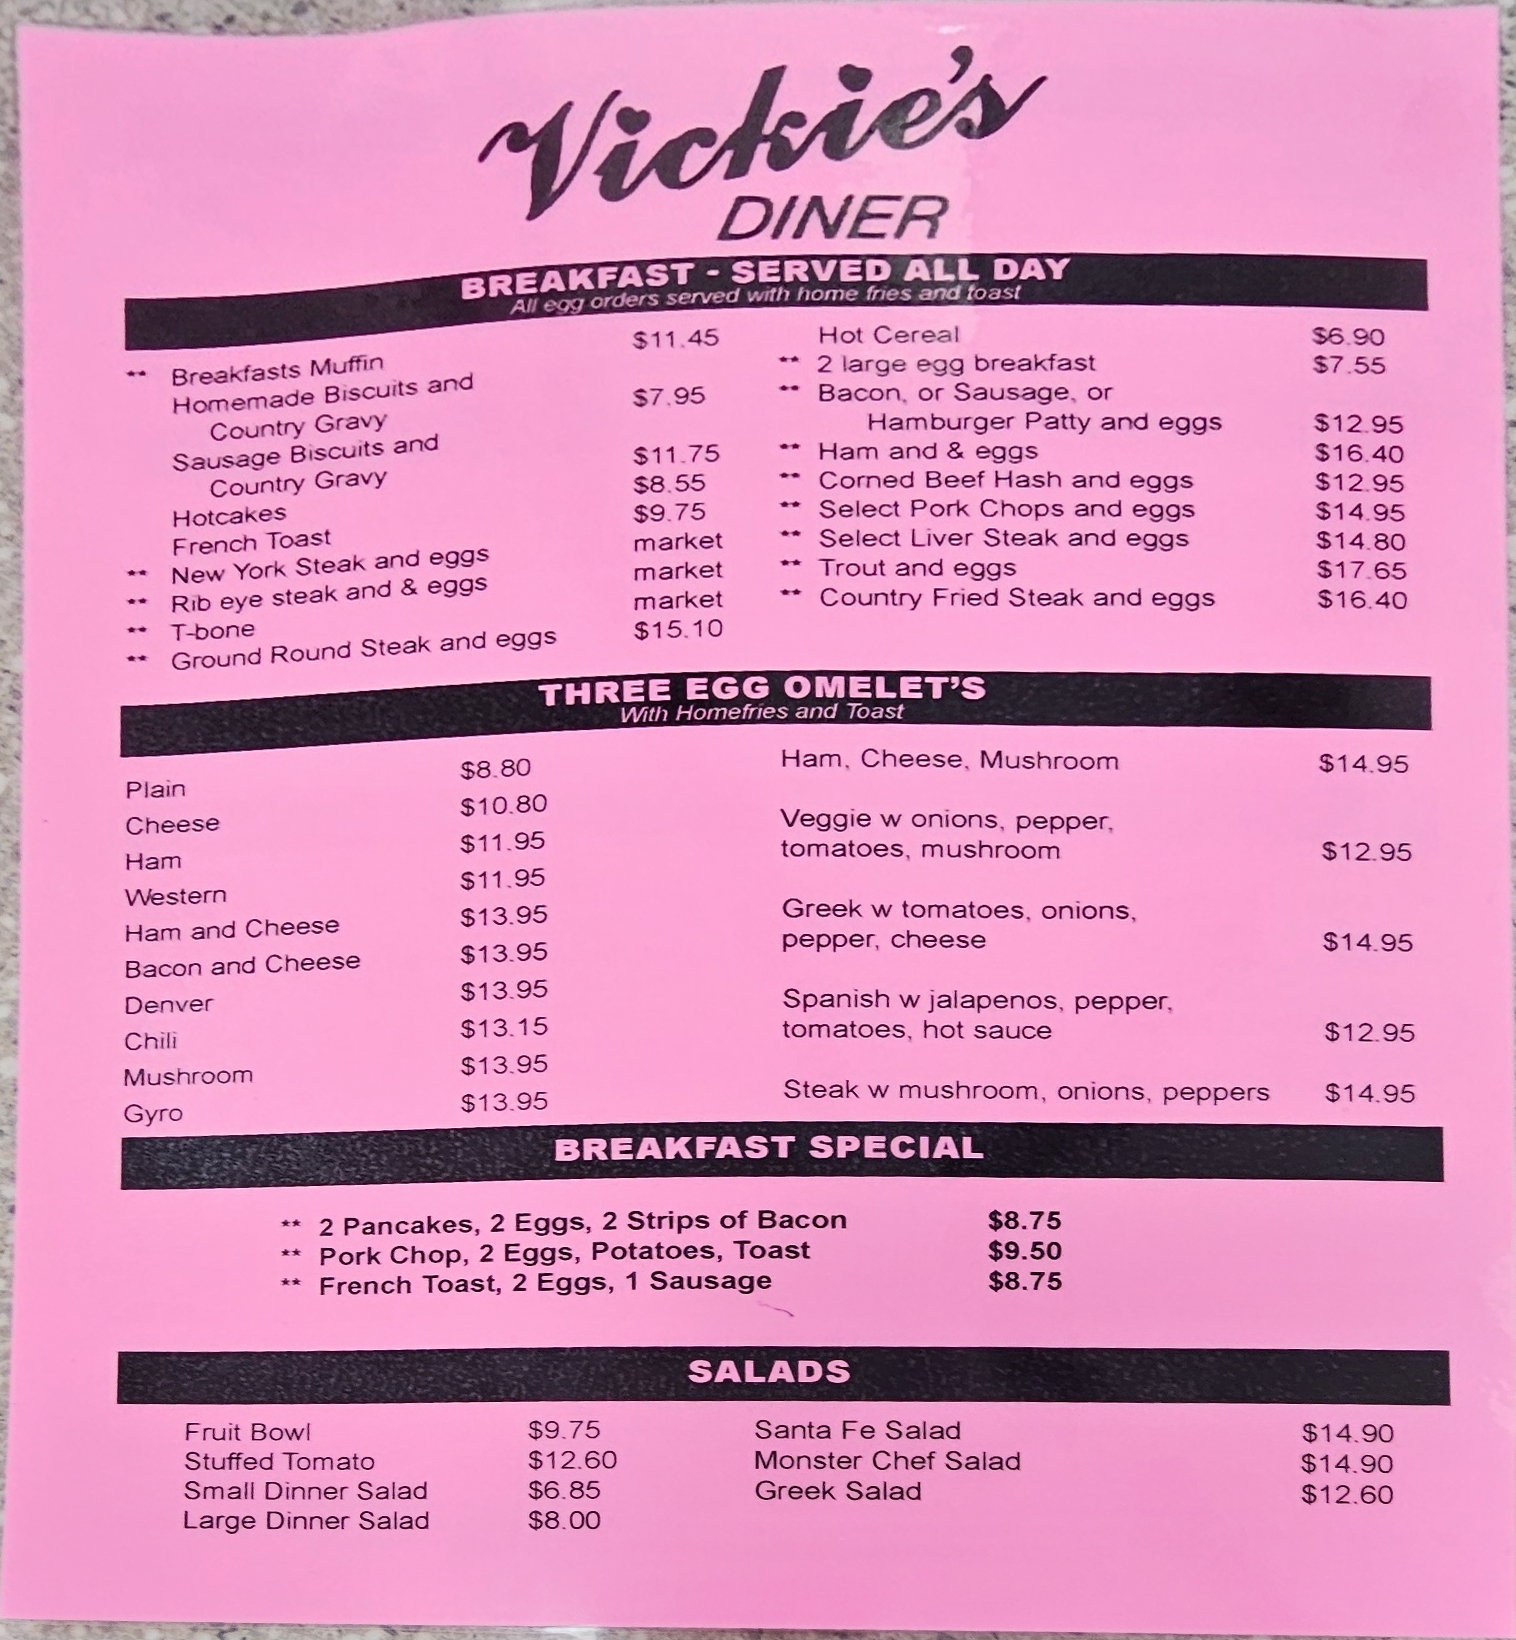 Vickie's
DINER
BREAKFAST - SERVED ALL DAY
All egg orders served with home fries and toast
** Breakfasts Muffin $11.45
Homemade Biscuits and
Country Gravy $7.95
Sausage Biscuits and
Country Gravy $11.75
Hotcakes $8.55
French Toast $9.75
** New York Steak and eggs market
** Rib eye steak and & eggs market
** T-bone market
** Ground Round Steak and eggs $15.10
Hot Cereal $6.90
** 2 large egg breakfast $7.55
** Bacon, or Sausage, or
Hamburger Patty and eggs $12.95
** Ham and & eggs $16.40
** Corned Beef Hash and eggs $12.95
** Select Pork Chops and eggs $14.95
** Select Liver Steak and eggs $14.80
** Trout and eggs $17.65
** Country Fried Steak and eggs $16.40
THREE EGG OMELET'S
With Homefries and Toast
Plain $8.80
Cheese $10.80
Ham $11.95
Western $11.95
Ham and Cheese $13.95
Bacon and Cheese $13.95
Denver $13.95
Chili $13.15
Mushroom $13.95
Gyro $13.95
Ham, Cheese, Mushroom $14.95
Veggie w onions, pepper,
tomatoes, mushroom $12.95
Greek w tomatoes, onions,
pepper, cheese $14.95
Spanish w jalapenos, pepper,
tomatoes, hot sauce $12.95
Steak w mushroom, onions, peppers $14.95
BREAKFAST SPECIAL
** 2 Pancakes, 2 Eggs, 2 Strips of Bacon $8.75
** Pork Chop, 2 Eggs, Potatoes, Toast $9.50
** French Toast, 2 Eggs, 1 Sausage $8.75
SALADS
Fruit Bowl $9.75
Stuffed Tomato $12.60
Small Dinner Salad $6.85
Large Dinner Salad $8.00
Santa Fe Salad $14.90
Monster Chef Salad $14.90
Greek Salad $12.60